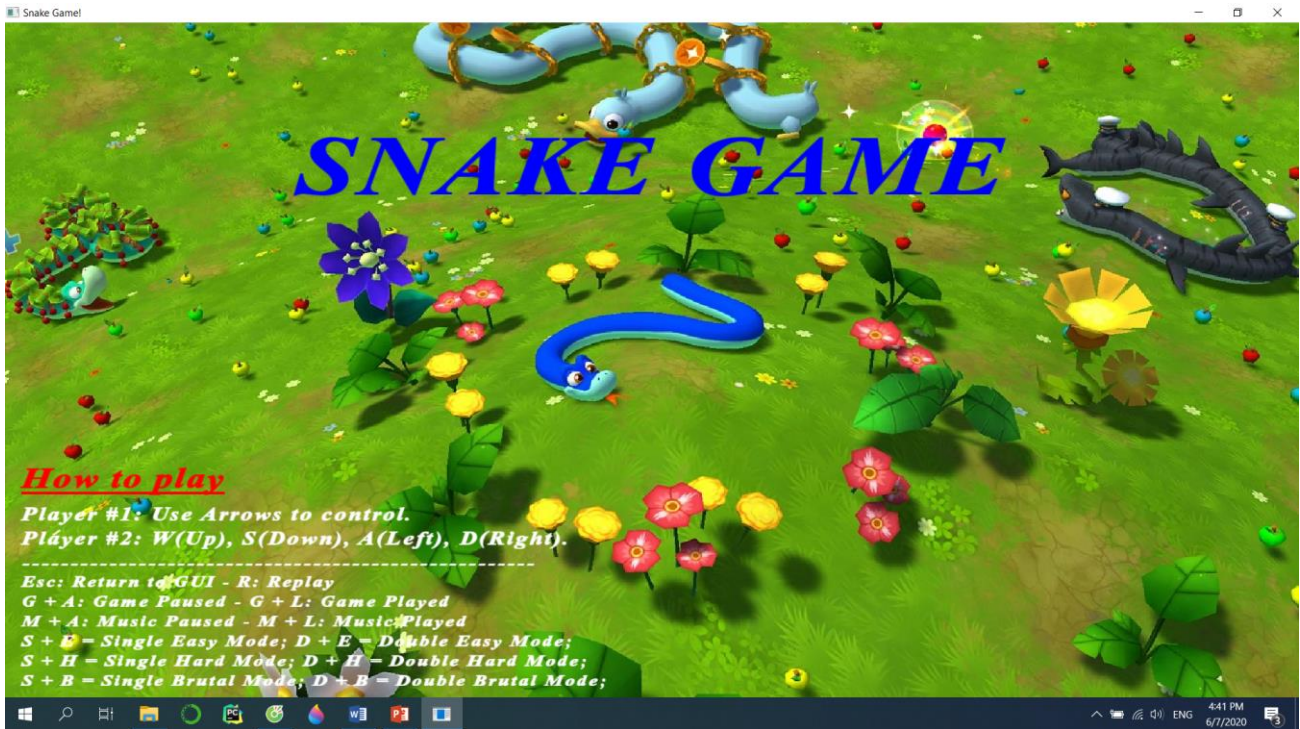 Snake Game!
SNAKE GAME
How to play
Player #1: Use Arrows to control.
Player #2: W(Up), S(Down), A(Left), D(Right).
-----------------------------------------------------
Esc: Return to GUI - R: Replay
G + A: Game Paused - G + L: Game Played
M + A: Music Paused - M + L: Music Played
S + E = Single Easy Mode; D + E = Double Easy Mode;
S + H = Single Hard Mode; D + H = Double Hard Mode;
S + B = Single Brutal Mode; D + B = Double Brutal Mode;
ENG
4:41 PM
6/7/2020
3